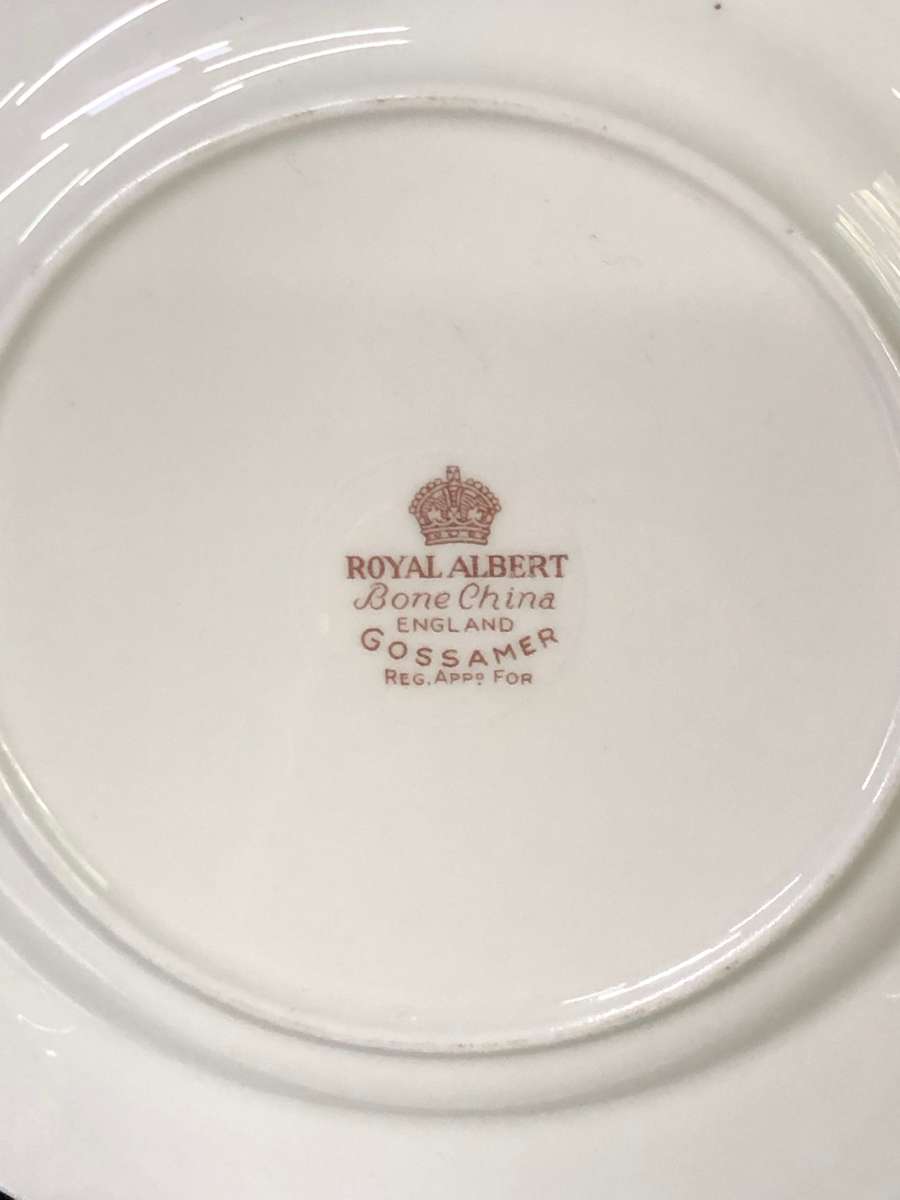 ROYAL ALBERT
Bone China
ENGLAND
GOSSAMER
REG. APPD FOR